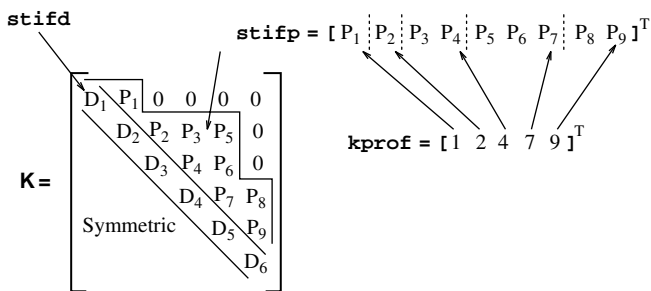 stifd
stifp = [ P₁ P₂ P₃ P₄ P₅ P₆ P₇ P₈ P₉ ]ᵀ
D₁ P₁ 0 0 0 0
D₂ P₂ P₃ P₅ 0
kprof = [ 1 2 4 7 9 ]ᵀ
D₃ P₄ P₆ 0
K =
D₄ P₇ P₈
Symmetric D₅ P₉
D₆